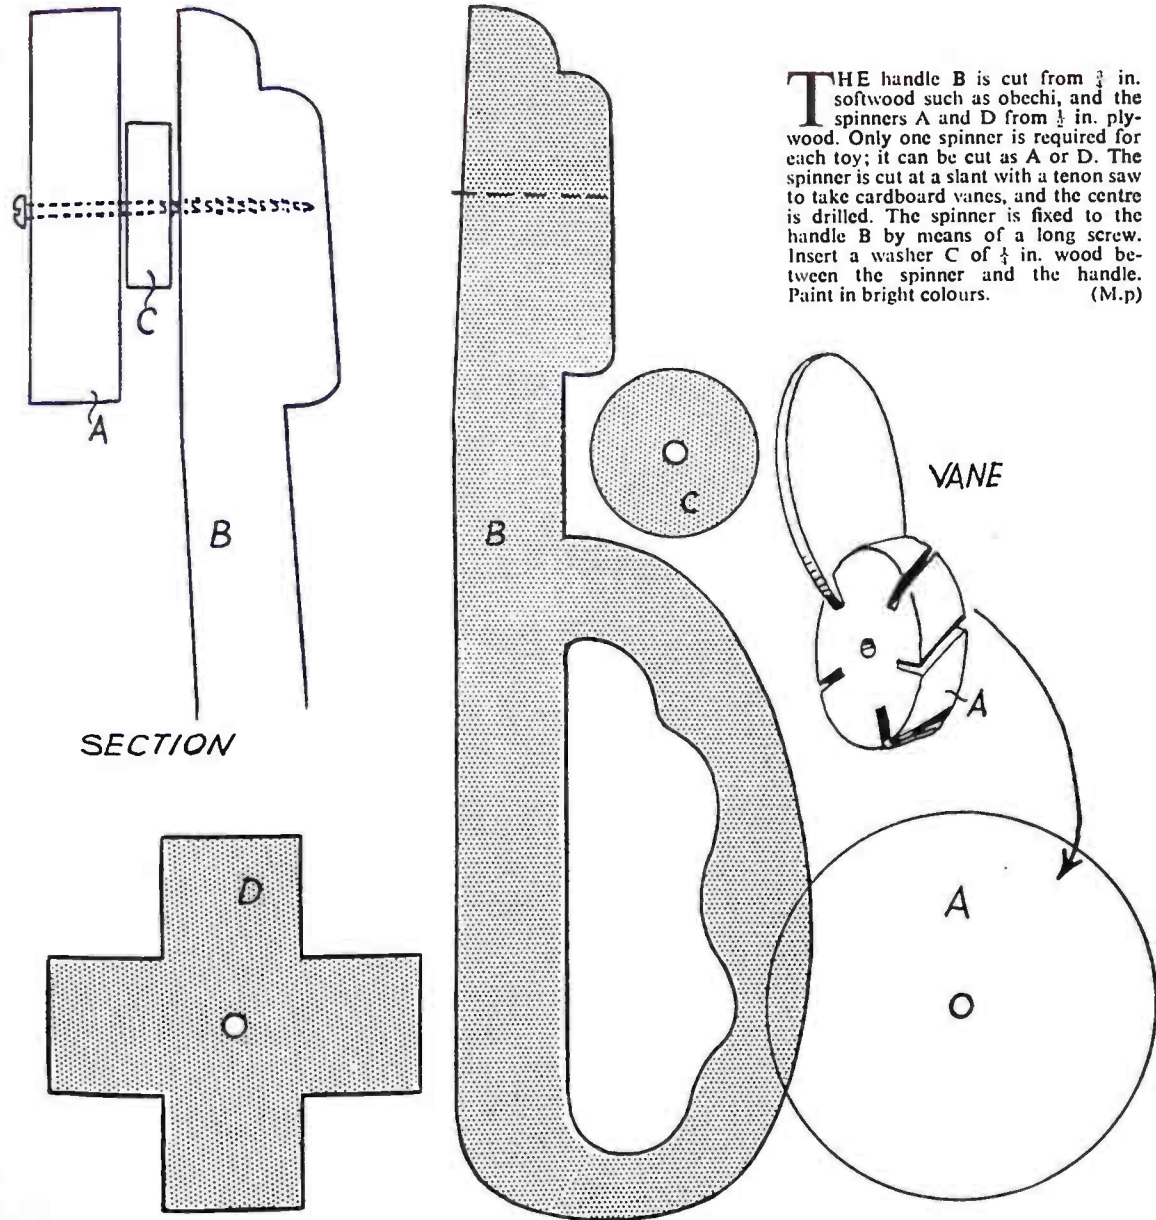 THE handle B is cut from ¾ in.
softwood such as obechi, and the
spinners A and D from ½ in. ply-
wood. Only one spinner is required for
each toy; it can be cut as A or D. The
spinner is cut at a slant with a tenon saw
to take cardboard vanes, and the centre
is drilled. The spinner is fixed to the
handle B by means of a long screw.
Insert a washer C of ¼ in. wood be-
tween the spinner and the handle.
Paint in bright colours. (M.p)
C
A
B
SECTION
B
C
VANE
A
D
A